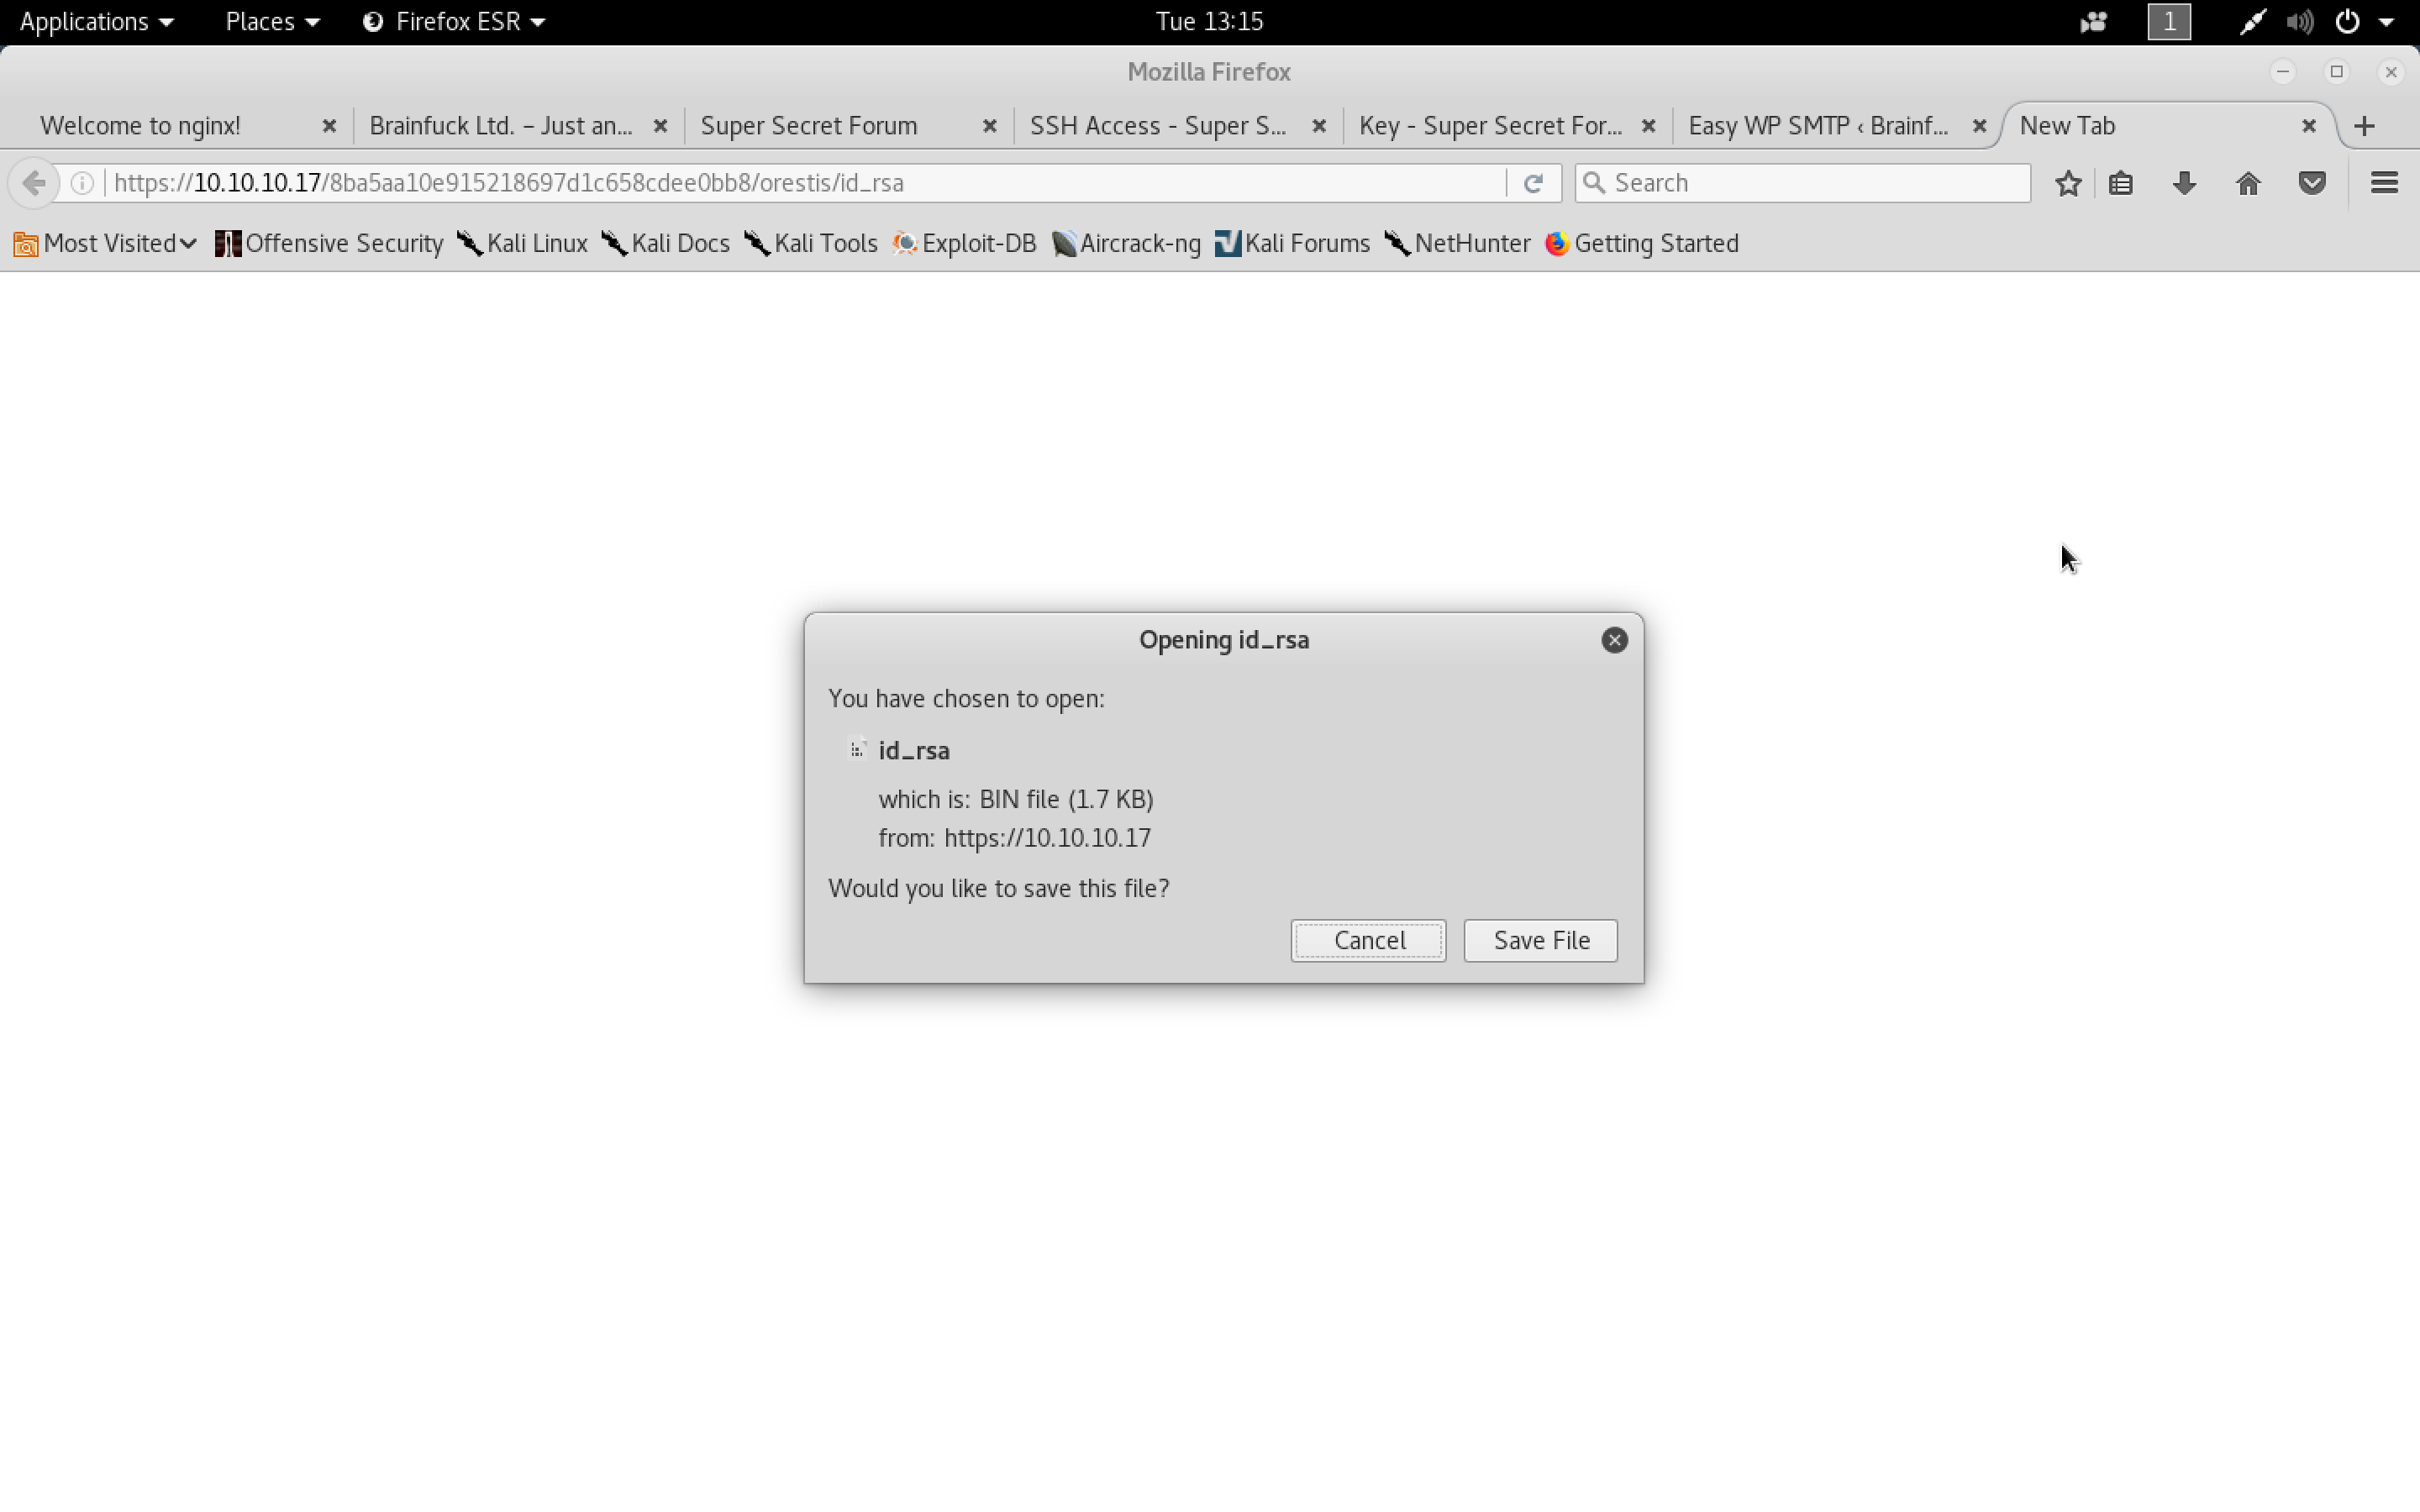 Applications Places Firefox ESR Tue 13:15 1
Mozilla Firefox
Welcome to nginx! Brainfuck Ltd. – Just an... Super Secret Forum SSH Access - Super S... Key - Super Secret For... Easy WP SMTP ‹ Brainf... New Tab
https://10.10.10.17/8ba5aa10e915218697d1c658cdee0bb8/orestis/id_rsa Search
Most Visited Offensive Security Kali Linux Kali Docs Kali Tools Exploit-DB Aircrack-ng Kali Forums NetHunter Getting Started
Opening id_rsa
You have chosen to open:
id_rsa
which is: BIN file (1.7 KB)
from: https://10.10.10.17
Would you like to save this file?
Cancel Save File